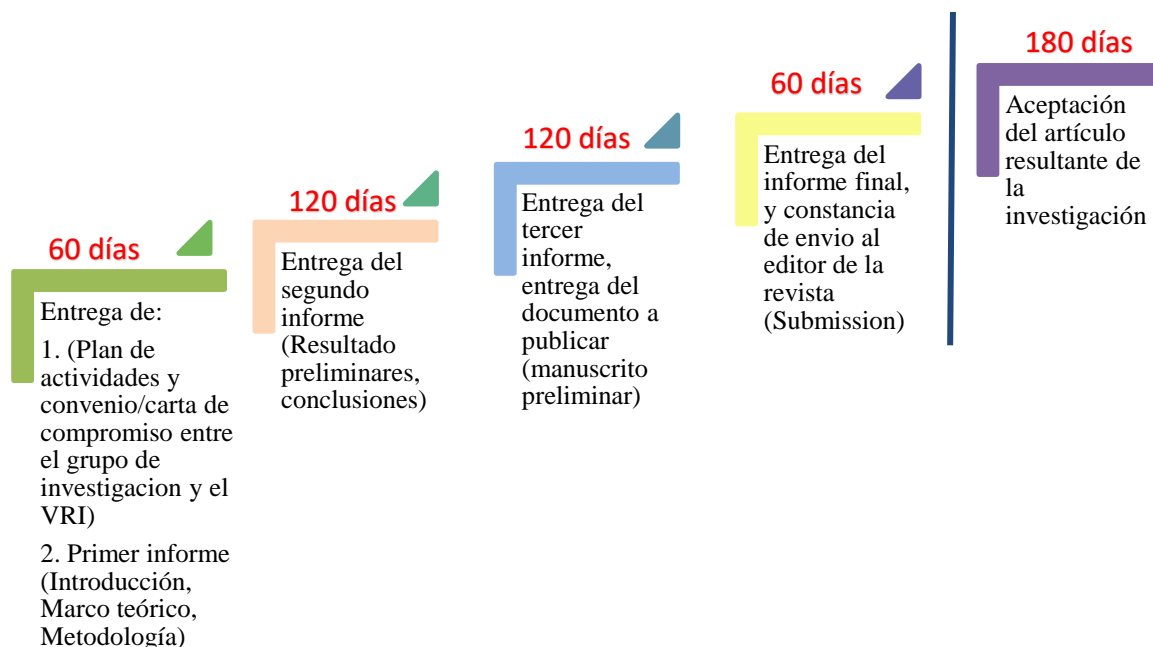 60 días
Entrega de:
1. (Plan de
actividades y
convenio/carta de
compromiso entre
el grupo de
investigacion y el
VRI)
2. Primer informe
(Introducción,
Marco teórico,
Metodología)
120 días
Entrega del
segundo
informe
(Resultado
preliminares,
conclusiones)
120 días
Entrega del
tercer
informe,
entrega del
documento a
publicar
(manuscrito
preliminar)
60 días
Entrega del
informe final,
y constancia
de envio al
editor de la
revista
(Submission)
180 días
Aceptación
del artículo
resultante de
la
investigación